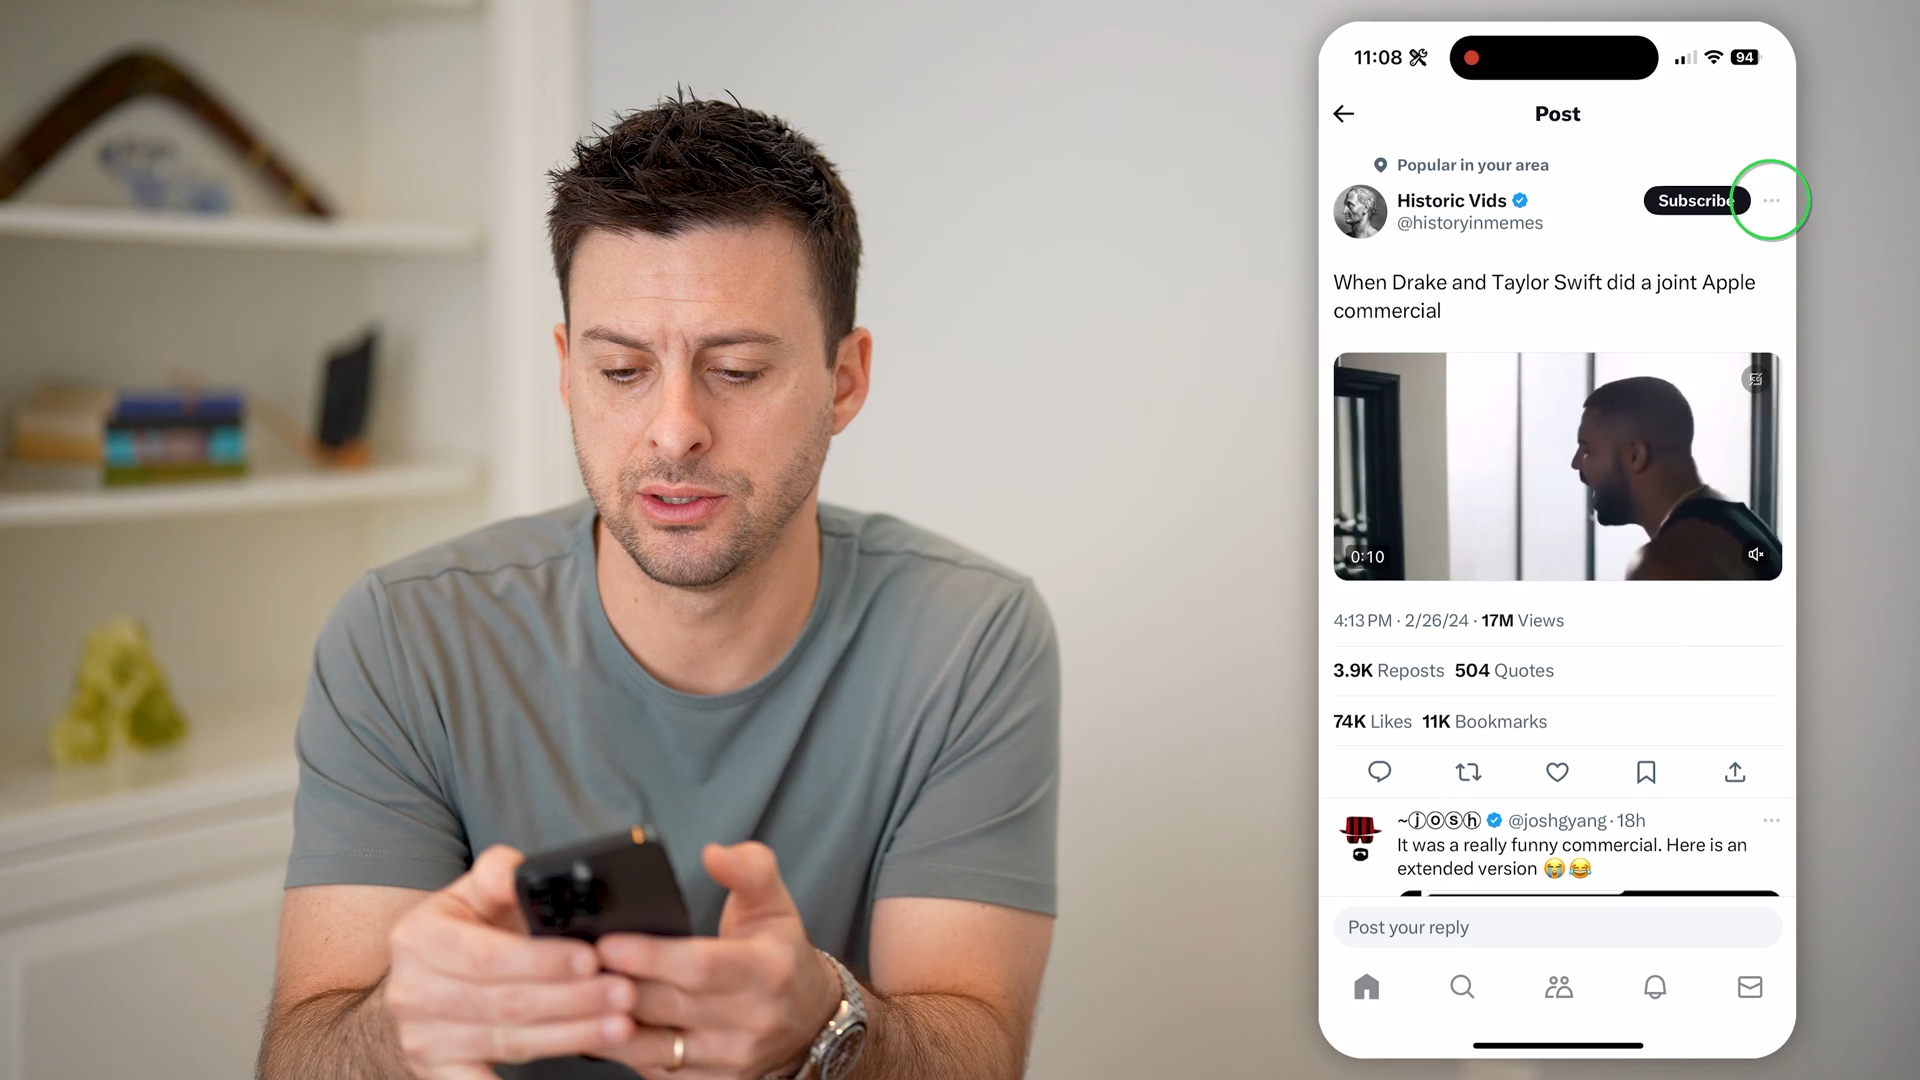 11:08
94
Post
Popular in your area
Historic Vids
@historyinmemes
Subscribe
When Drake and Taylor Swift did a joint Apple
commercial
0:10
4:13 PM · 2/26/24 · 17M Views
3.9K Reposts 504 Quotes
74K Likes 11K Bookmarks
~ⓙⓞⓢⓗ @joshgyang · 18h
It was a really funny commercial. Here is an
extended version 😭😂
Post your reply